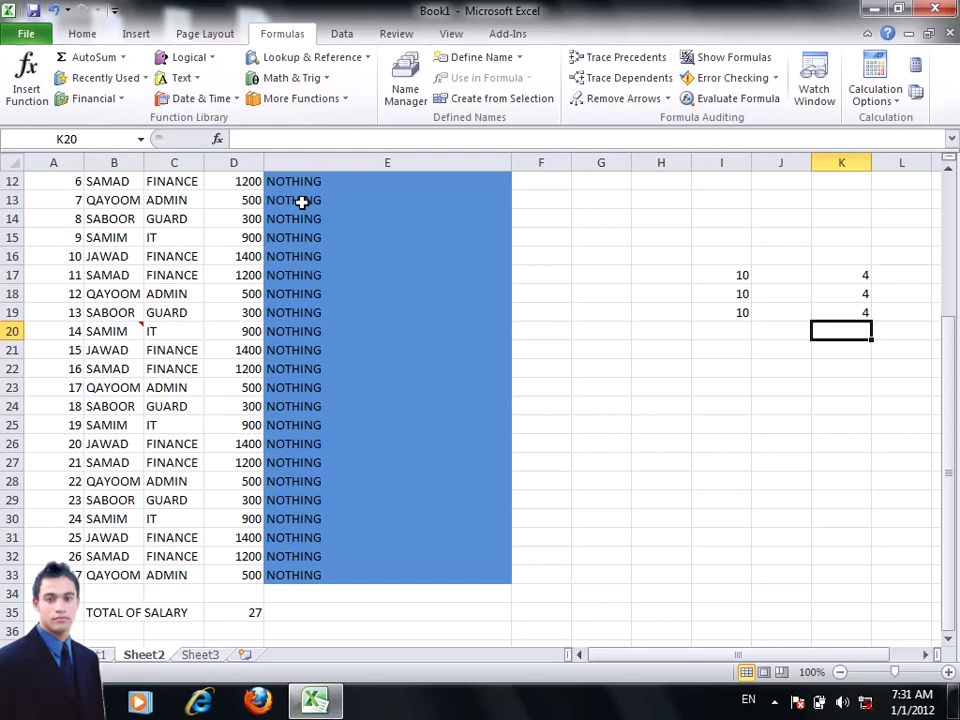 Book1 - Microsoft Excel
File Home Insert Page Layout Formulas Data Review View Add-Ins
fx Insert Function
Σ AutoSum
Recently Used
Financial
Logical
Text
Date & Time
Lookup & Reference
Math & Trig
More Functions
Function Library
Name Manager
Define Name
Use in Formula
Create from Selection
Defined Names
Trace Precedents
Trace Dependents
Remove Arrows
Show Formulas
Error Checking
Evaluate Formula
Formula Auditing
Watch Window
Calculation Options
Calculation
K20 fx
A B C D E F G H I J K L
12 6 SAMAD FINANCE 1200 NOTHING
13 7 QAYOOM ADMIN 500 NOTHING
14 8 SABOOR GUARD 300 NOTHING
15 9 SAMIM IT 900 NOTHING
16 10 JAWAD FINANCE 1400 NOTHING
17 11 SAMAD FINANCE 1200 NOTHING 10 4
18 12 QAYOOM ADMIN 500 NOTHING 10 4
19 13 SABOOR GUARD 300 NOTHING 10 4
20 14 SAMIM IT 900 NOTHING
21 15 JAWAD FINANCE 1400 NOTHING
22 16 SAMAD FINANCE 1200 NOTHING
23 17 QAYOOM ADMIN 500 NOTHING
24 18 SABOOR GUARD 300 NOTHING
25 19 SAMIM IT 900 NOTHING
26 20 JAWAD FINANCE 1400 NOTHING
27 21 SAMAD FINANCE 1200 NOTHING
28 22 QAYOOM ADMIN 500 NOTHING
29 23 SABOOR GUARD 300 NOTHING
30 24 SAMIM IT 900 NOTHING
31 25 JAWAD FINANCE 1400 NOTHING
32 26 SAMAD FINANCE 1200 NOTHING
33 7 QAYOOM ADMIN 500 NOTHING
34
35 TOTAL OF SALARY 27
36
t1 Sheet2 Sheet3
100%
EN
7:31 AM
1/1/2012